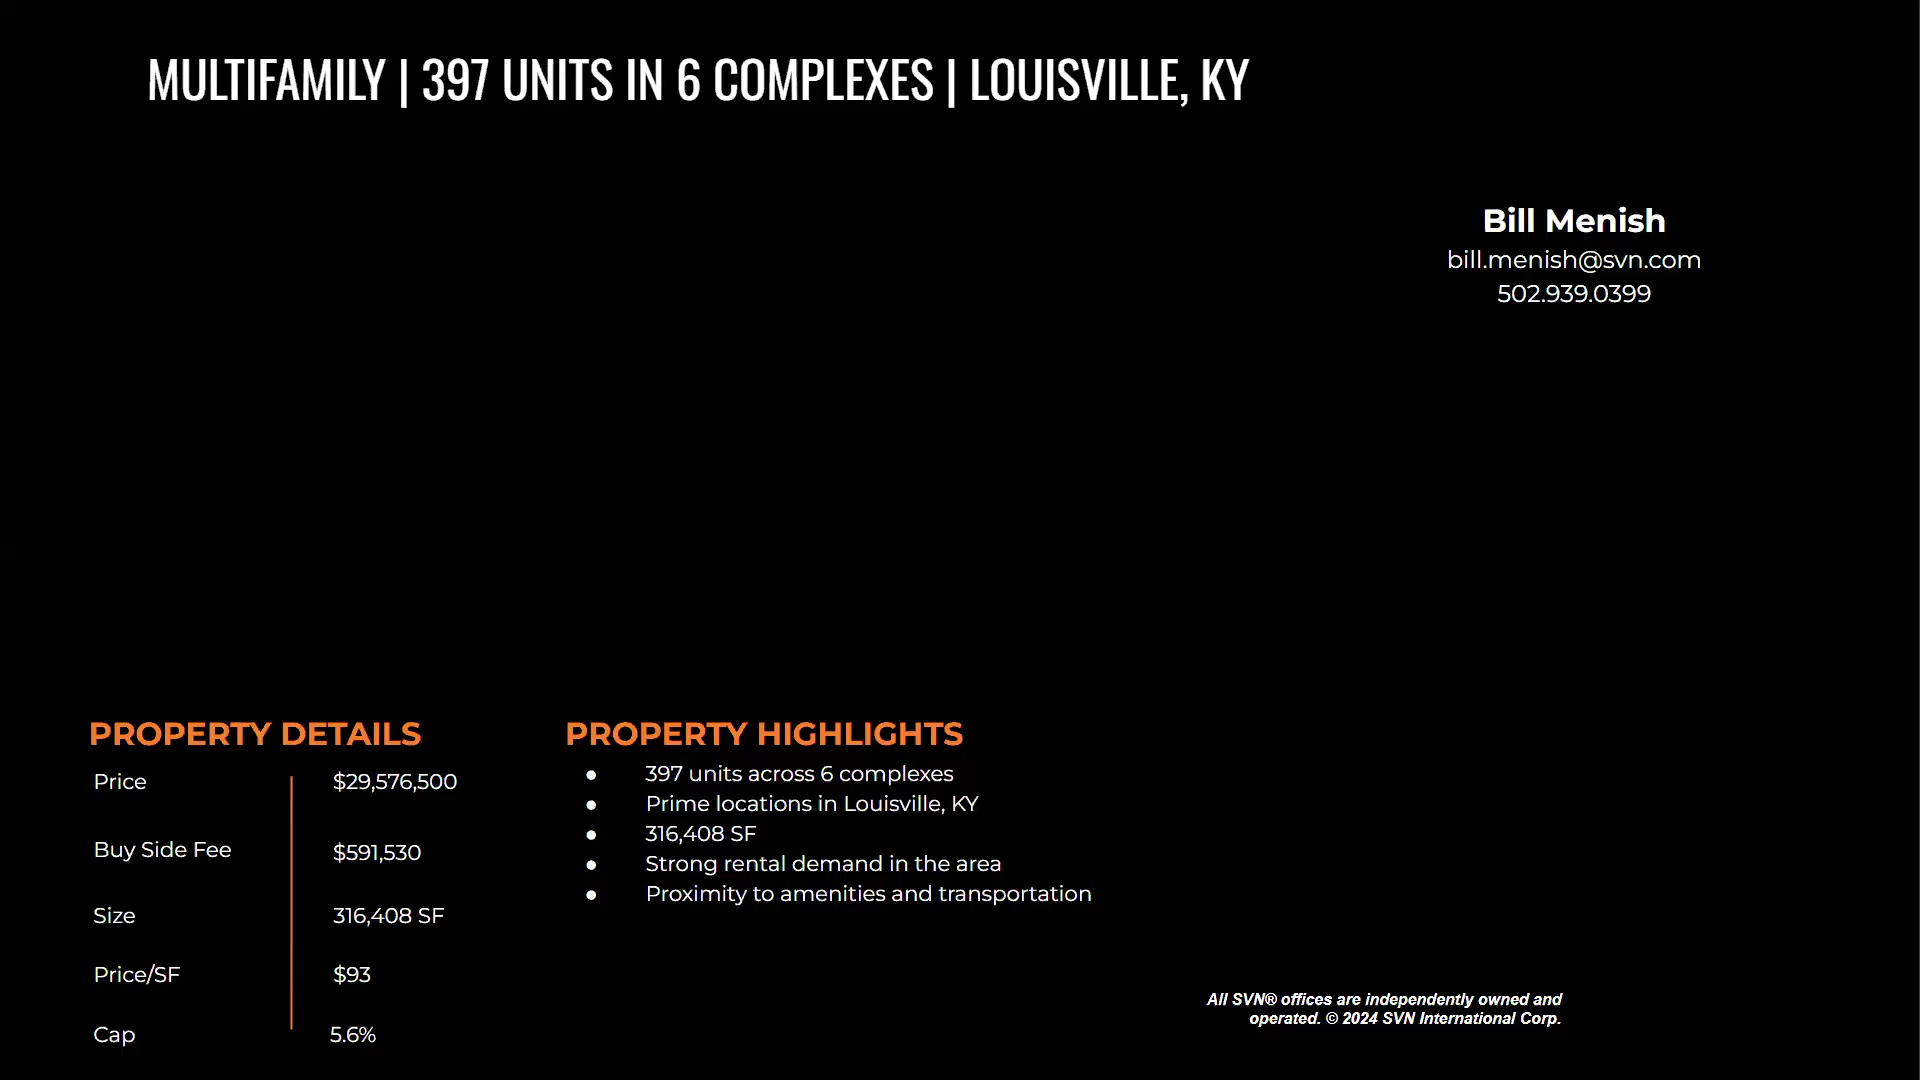 MULTIFAMILY | 397 UNITS IN 6 COMPLEXES | LOUISVILLE, KY
Bill Menish
bill.menish@svn.com
502.939.0399
PROPERTY DETAILS
Price $29,576,500
Buy Side Fee $591,530
Size 316,408 SF
Price/SF $93
Cap 5.6%
PROPERTY HIGHLIGHTS
● 397 units across 6 complexes
● Prime locations in Louisville, KY
● 316,408 SF
● Strong rental demand in the area
● Proximity to amenities and transportation
All SVN® offices are independently owned and
operated. © 2024 SVN International Corp.